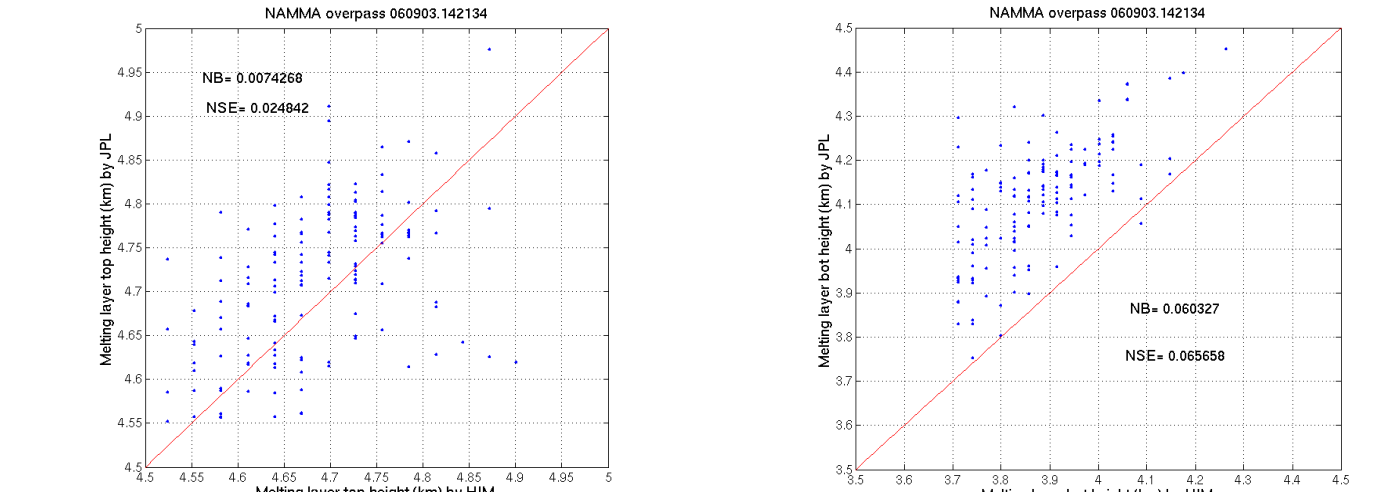 NAMMA overpass 060903.142134
5
4.95
4.9
4.85
4.8
4.75
4.7
4.65
4.6
4.55
4.5
NB= 0.0074268
NSE= 0.024842
Melting layer top height (km) by JPL
4.5 4.55 4.6 4.65 4.7 4.75 4.8 4.85 4.9 4.95 5
Melting layer top height (km) by
NAMMA overpass 060903.142134
4.5
4.4
4.3
4.2
4.1
4
3.9
3.8
3.7
3.6
3.5
NB= 0.060327
NSE= 0.065658
Melting layer bot height (km) by JPL
3.5 3.6 3.7 3.8 3.9 4 4.1 4.2 4.3 4.4 4.5